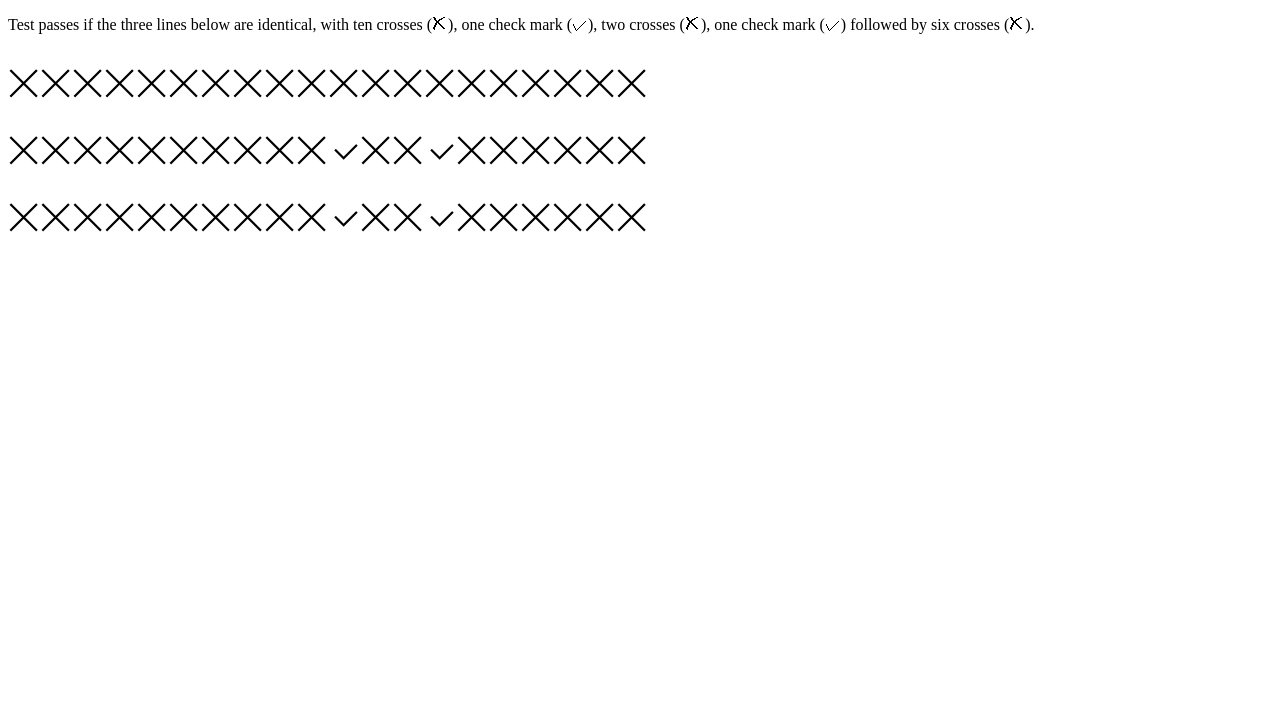 Test passes if the three lines below are identical, with ten crosses (✗), one check mark (✓), two crosses (✗), one check mark (✓) followed by six crosses (✗).
✗✗✗✗✗✗✗✗✗✗✗✗✗✗✗✗✗✗✗✗
✗✗✗✗✗✗✗✗✗✗✓✗✗✓✗✗✗✗✗✗
✗✗✗✗✗✗✗✗✗✗✓✗✗✓✗✗✗✗✗✗